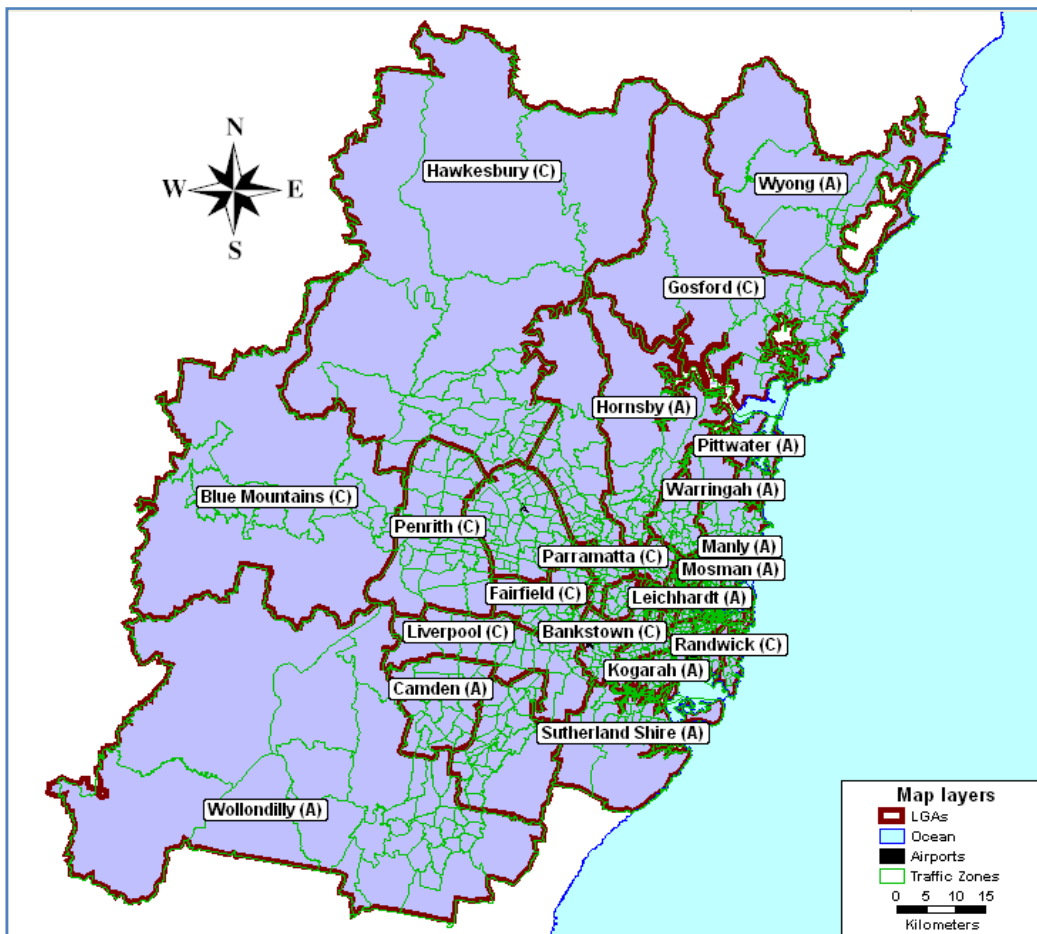 N
W E
S
Hawkesbury (C)
Wyong (A)
Gosford (C)
Hornsby (A)
Pittwater (A)
Warringah (A)
Blue Mountains (C)
Penrith (C)
Manly (A)
Parramatta (C)
Mosman (A)
Fairfield (C)
Leichhardt (A)
Liverpool (C)
Bankstown (C)
Randwick (C)
Kogarah (A)
Camden (A)
Sutherland Shire (A)
Wollondilly (A)
Map layers
LGAs
Ocean
Airports
Traffic Zones
0 5 10 15
Kilometers